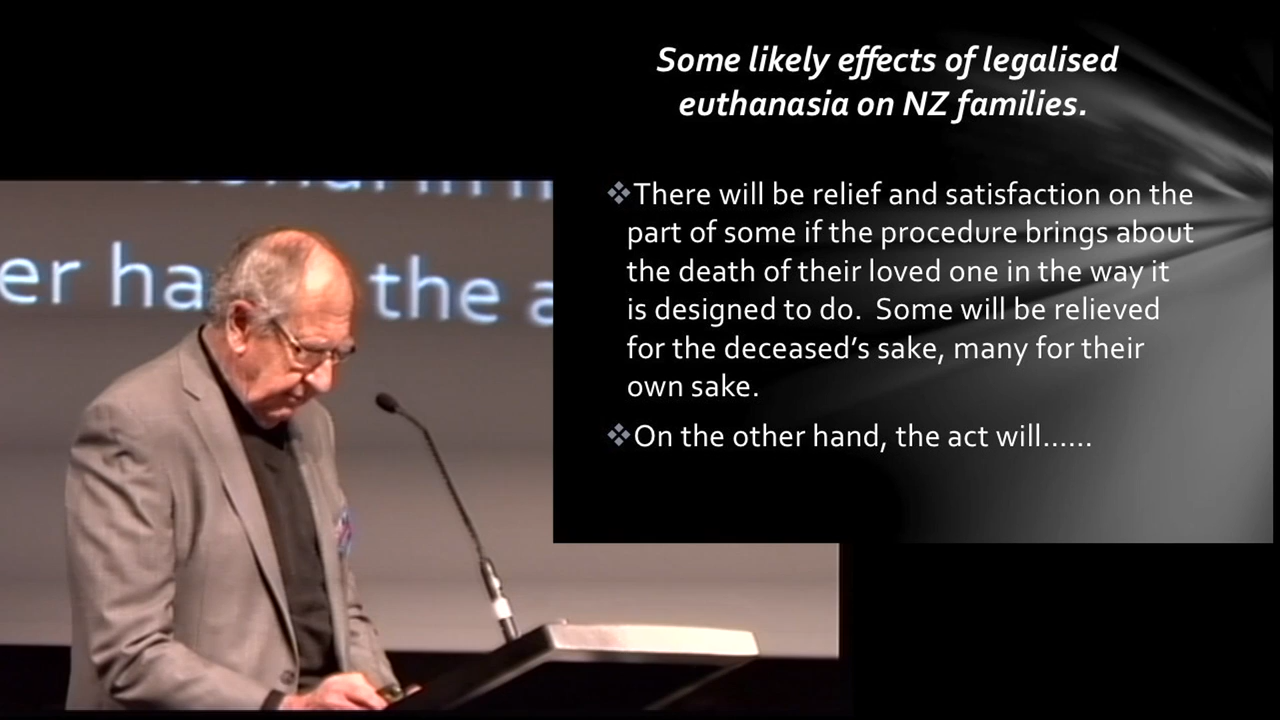 Some likely effects of legalised
euthanasia on NZ families.
❖There will be relief and satisfaction on the
part of some if the procedure brings about
the death of their loved one in the way it
is designed to do.  Some will be relieved
for the deceased’s sake, many for their
own sake.
❖On the other hand, the act will……
er ha
the a